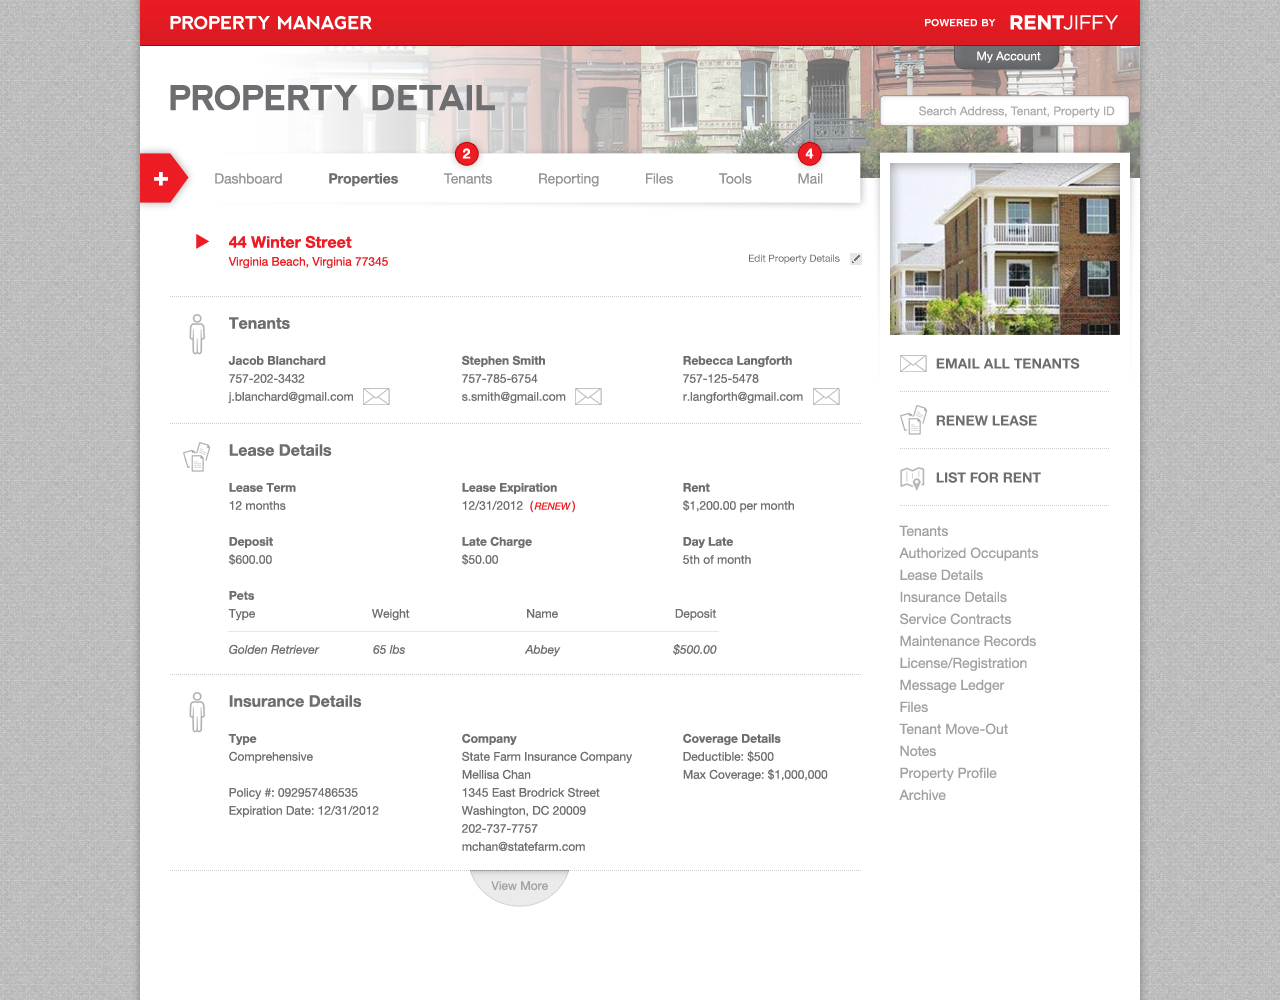 PROPERTY MANAGER
POWERED BY RENTJIFFY
My Account
PROPERTY DETAIL
Search Address, Tenant, Property ID
2
4
Dashboard Properties Tenants Reporting Files Tools Mail
44 Winter Street
Virginia Beach, Virginia 77345
Edit Property Details
Tenants
Jacob Blanchard Stephen Smith Rebecca Langforth
757-202-3432 757-785-6754 757-125-5478
j.blanchard@gmail.com s.smith@gmail.com r.langforth@gmail.com
Lease Details
Lease Term Lease Expiration Rent
12 months 12/31/2012 (RENEW) $1,200.00 per month
Deposit Late Charge Day Late
$600.00 $50.00 5th of month
Pets
Type Weight Name Deposit
Golden Retriever 65 lbs Abbey $500.00
Insurance Details
Type Company Coverage Details
Comprehensive State Farm Insurance Company Deductible: $500
Mellisa Chan Max Coverage: $1,000,000
Policy #: 092957486535 1345 East Brodrick Street
Expiration Date: 12/31/2012 Washington, DC 20009
202-737-7757
mchan@statefarm.com
View More
EMAIL ALL TENANTS
RENEW LEASE
LIST FOR RENT
Tenants
Authorized Occupants
Lease Details
Insurance Details
Service Contracts
Maintenance Records
License/Registration
Message Ledger
Files
Tenant Move-Out
Notes
Property Profile
Archive